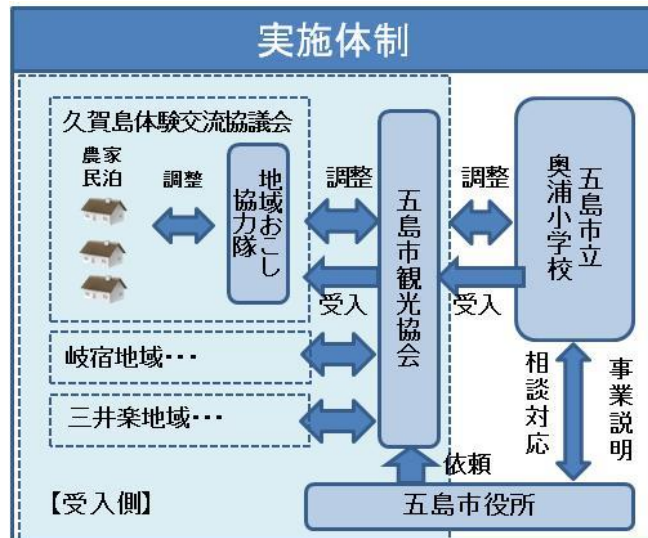 実施体制
久賀島体験交流協議会
農家
民泊
調整
地域おこし
協力隊
調整
受入
五島市観光協会
調整
受入
五島市立
奥浦小学校
岐宿地域･･･
三井楽地域･･･
相談対応
事業説明
依頼
【受入側】
五島市役所